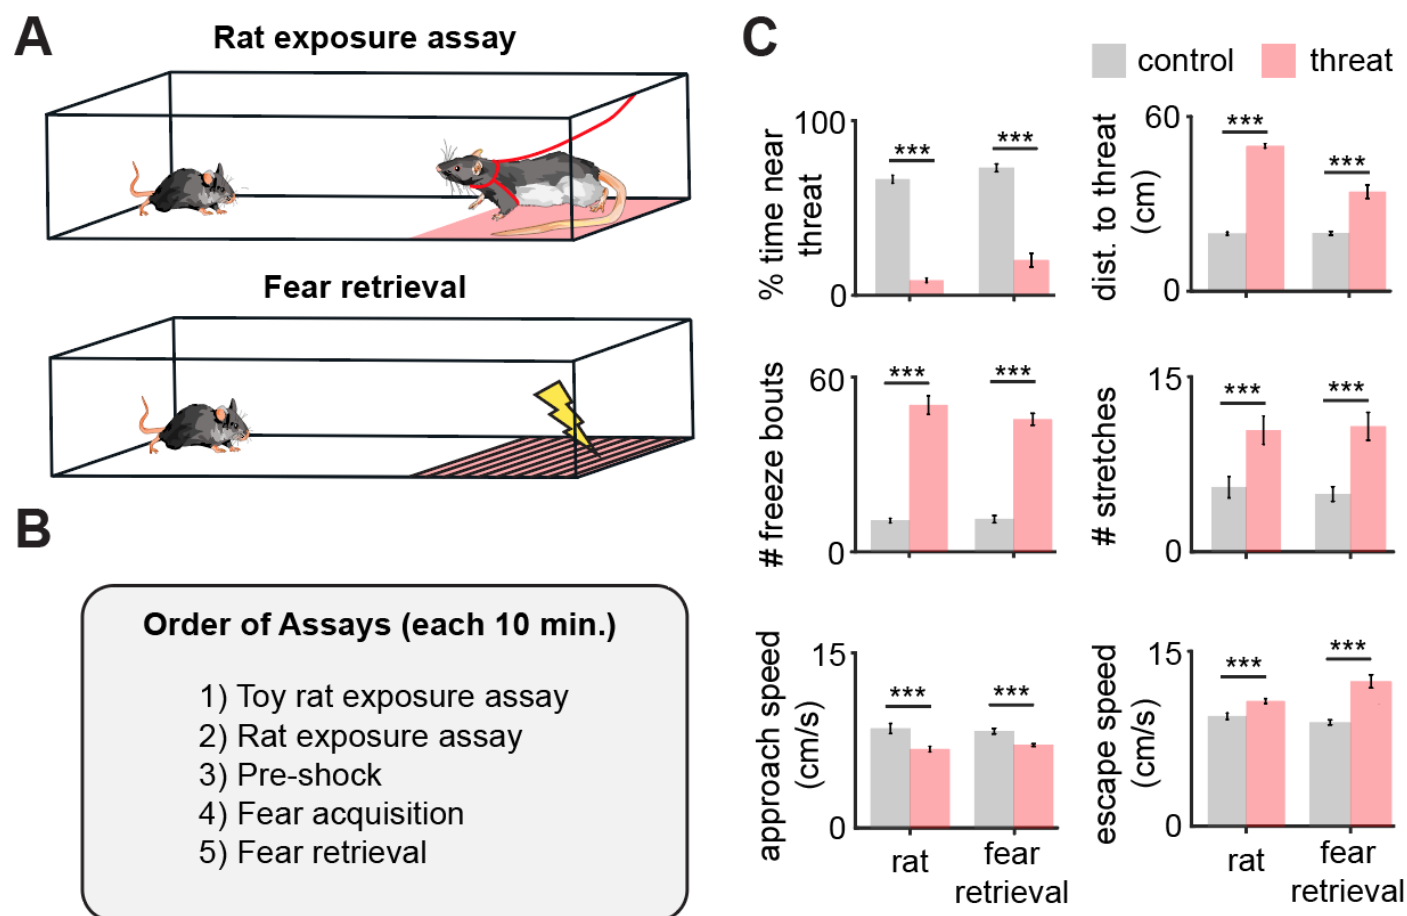 A
Rat exposure assay
Fear retrieval
B
Order of Assays (each 10 min.)
1) Toy rat exposure assay
2) Rat exposure assay
3) Pre-shock
4) Fear acquisition
5) Fear retrieval
C
control
threat
% time near
threat
100
0
***
***
dist. to threat
(cm)
60
0
***
***
# freeze bouts
60
0
***
***
# stretches
15
0
***
***
approach speed
(cm/s)
15
0
***
***
rat
fear
retrieval
escape speed
(cm/s)
15
0
***
***
rat
fear
retrieval